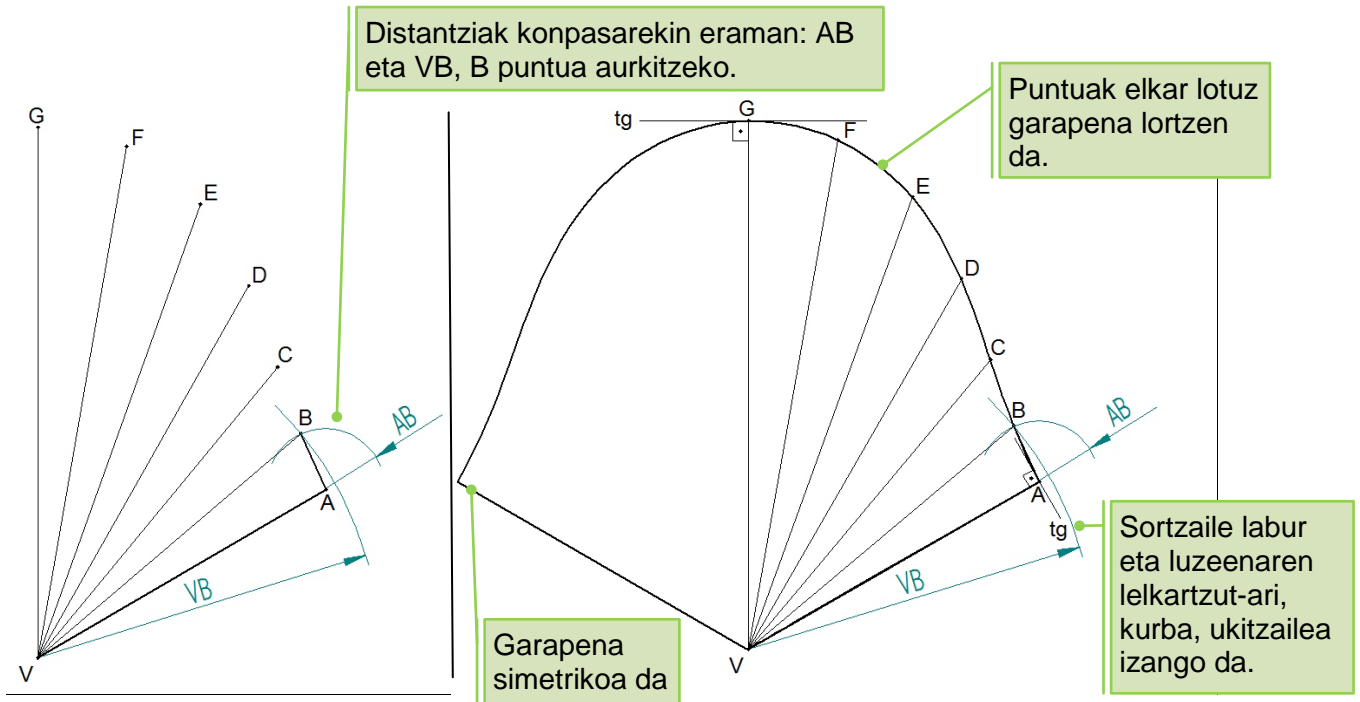 Distantziak konpasarekin eraman: AB
eta VB, B puntua aurkitzeko.
G
F
E
D
C
B
AB
A
VB
V
Puntuak elkar lotuz
garapena lortzen
da.
tg
G
F
E
D
C
B
AB
A
tg
VB
V
Garapena
simetrikoa da
Sortzaile labur
eta luzeenaren
lelkartzut-ari,
kurba, ukitzailea
izango da.